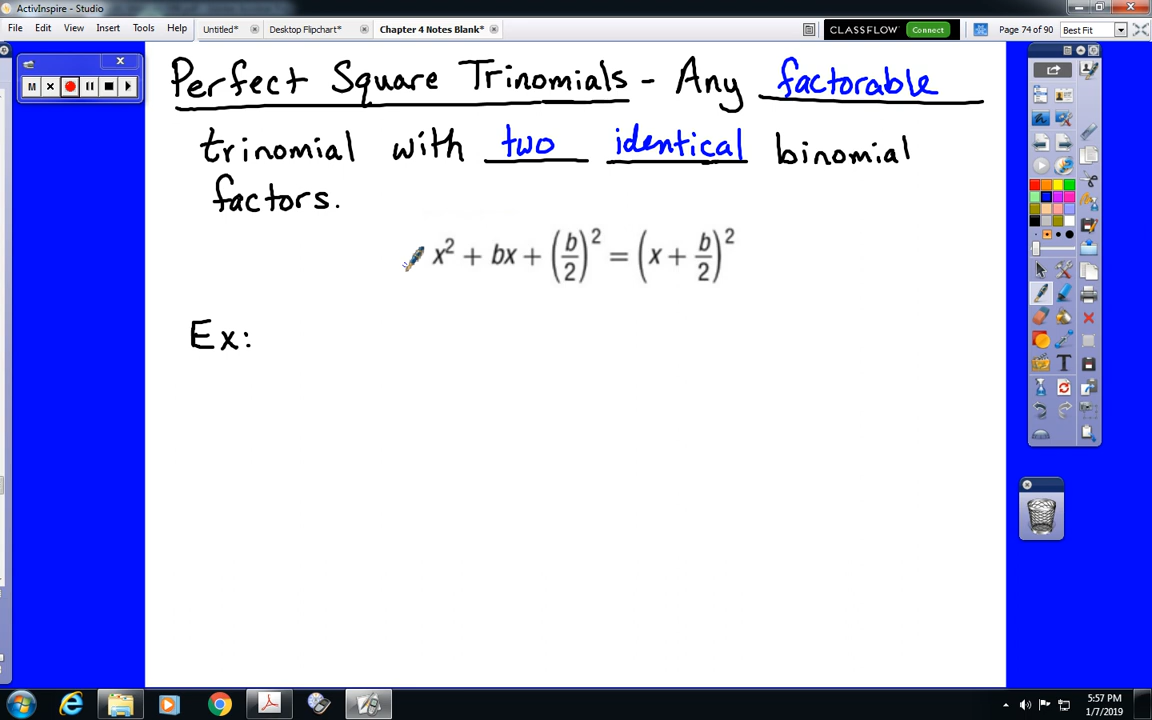 ActivInspire - Studio
File Edit View Insert Tools Help Untitled* Desktop Flipchart* Chapter 4 Notes Blank* CLASSFLOW Connect Page 74 of 90 Best Fit
M
Perfect Square Trinomials - Any factorable
trinomial with two identical binomial
factors.
x² + bx + (b/2)² = (x + b/2)²
Ex:
T
5:57 PM
1/7/2019